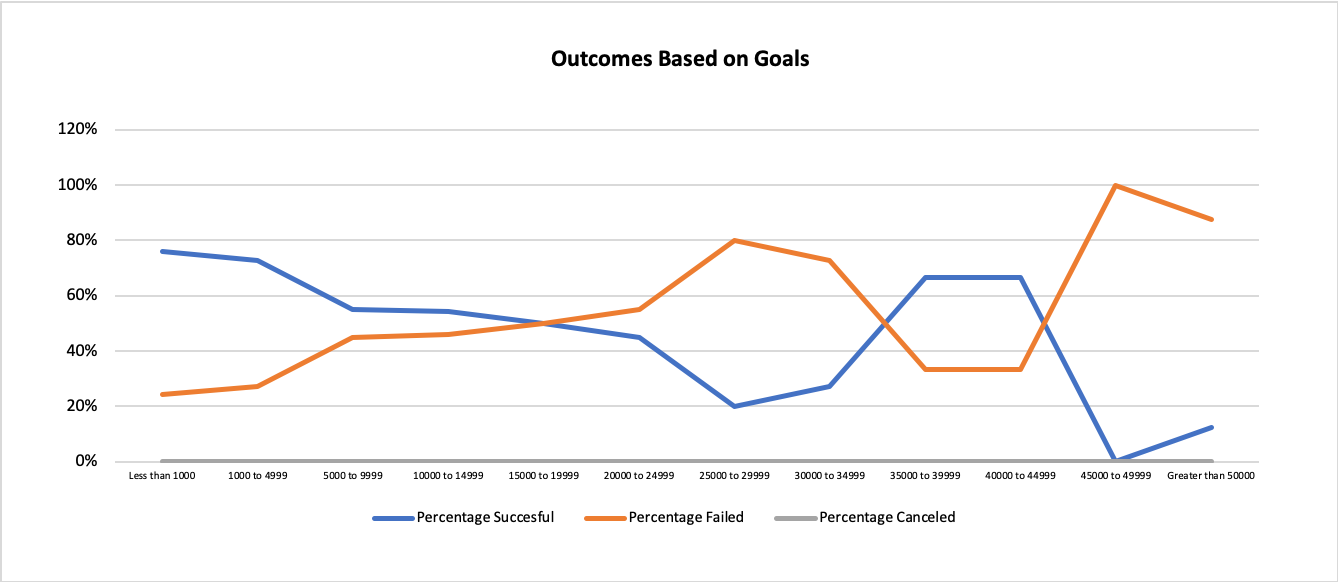 Outcomes Based on Goals
120%
100%
80%
60%
40%
20%
0%
Less than 1000 1000 to 4999 5000 to 9999 10000 to 14999 15000 to 19999 20000 to 24999 25000 to 29999 30000 to 34999 35000 to 39999 40000 to 44999 45000 to 49999 Greater than 50000
Percentage Succesful Percentage Failed Percentage Canceled